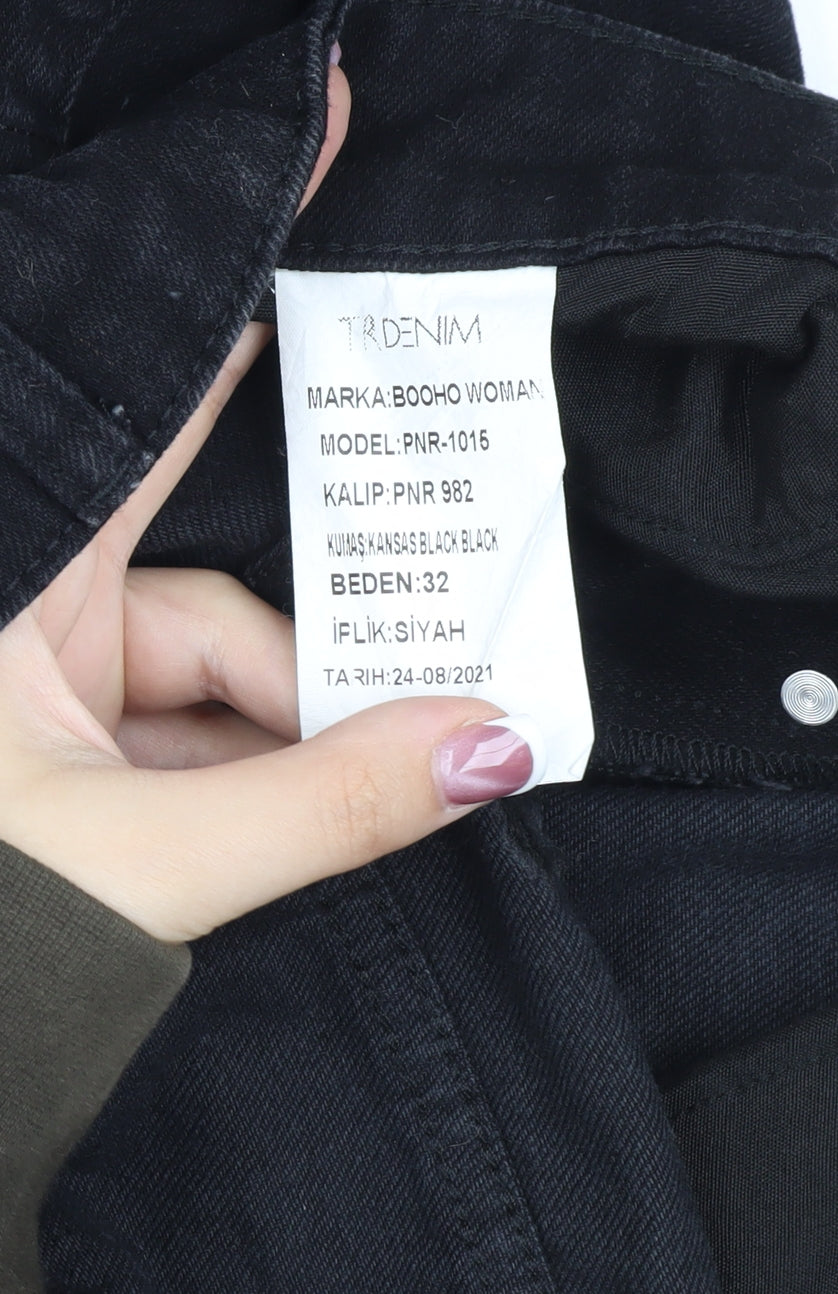 TRDENIM
MARKA:BOOHO WOMAN
MODEL:PNR-1015
KALIP:PNR 982
KUMAŞ:KANSAS BLACK BLACK
BEDEN:32
İFLİK:SİYAH
TARIH:24-08/2021